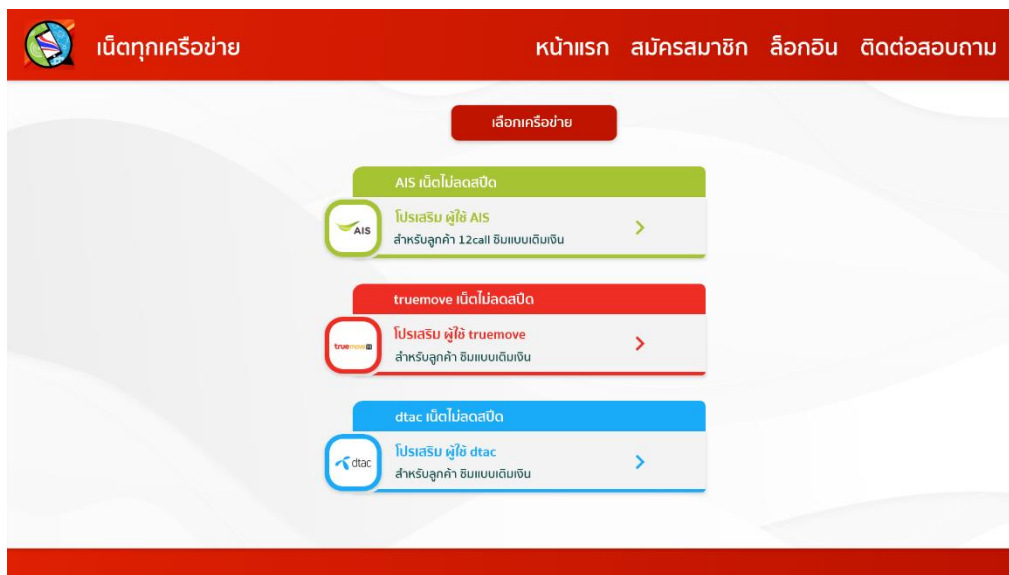 เน็ตทุกเครือข่าย
หน้าแรก สมัครสมาชิก ล็อกอิน ติดต่อสอบถาม
เลือกเครือข่าย
AIS เน็ตไม่ลดสปีด
AIS
โปรเสริม ผู้ใช้ AIS
สำหรับลูกค้า 12call ซิมแบบเติมเงิน
truemove เน็ตไม่ลดสปีด
truemove H
โปรเสริม ผู้ใช้ truemove
สำหรับลูกค้า ซิมแบบเติมเงิน
dtac เน็ตไม่ลดสปีด
dtac
โปรเสริม ผู้ใช้ dtac
สำหรับลูกค้า ซิมแบบเติมเงิน